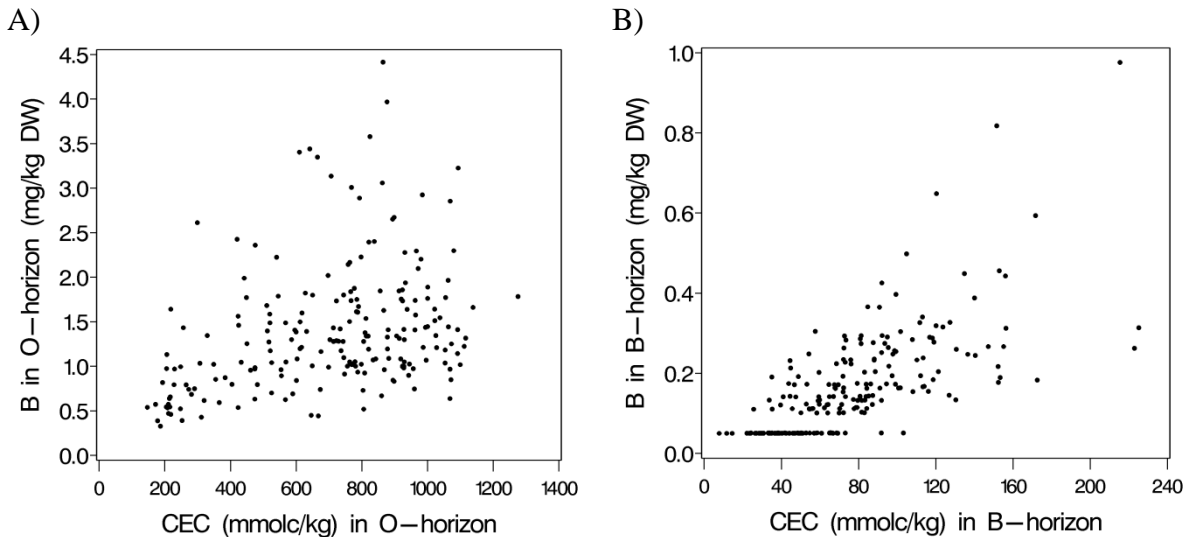 A)
4.5
4.0
3.5
3.0
2.5
2.0
1.5
1.0
0.5
0.0
B in O−horizon (mg/kg DW)
0 200 400 600 800 1000 1200 1400
CEC (mmolc/kg) in O−horizon
B)
1.0
0.8
0.6
0.4
0.2
0.0
B in B−horizon (mg/kg DW)
0 40 80 120 160 200 240
CEC (mmolc/kg) in B−horizon